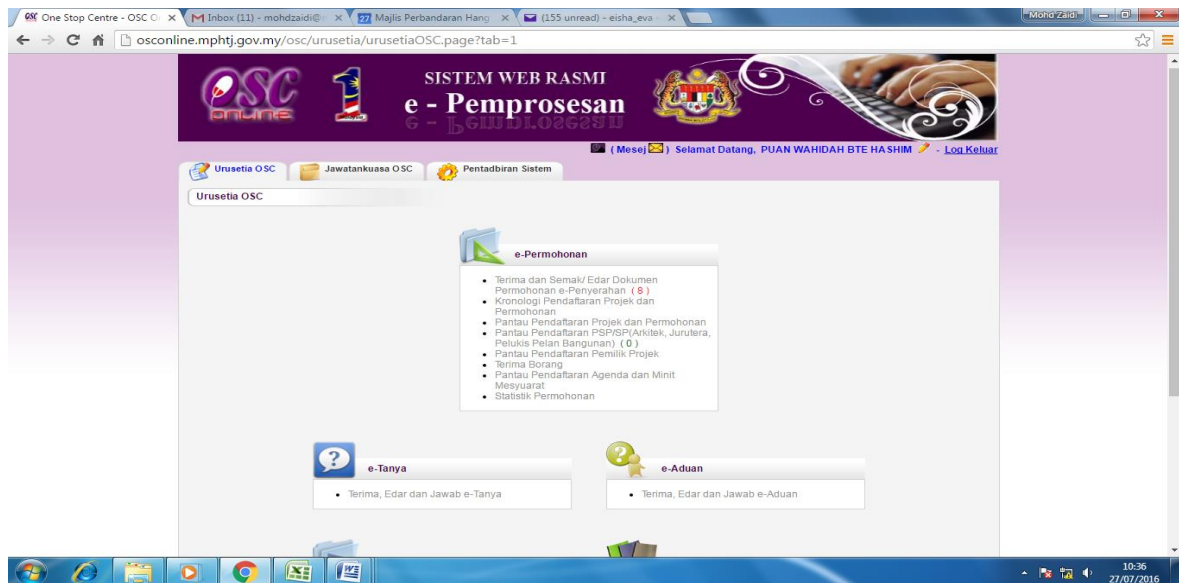 One Stop Centre - OSC O
Inbox (11) - mohdzaidi@
27 Majlis Perbandaran Hang
(155 unread) - eisha_eva -
Mohd Zaidi
osconline.mphtj.gov.my/osc/urusetia/urusetiaOSC.page?tab=1
OSC online 1
SISTEM WEB RASMI
e - Pemprosesan
( Mesej ) Selamat Datang, PUAN WAHIDAH BTE HASHIM - Log Keluar
Urusetia OSC
Jawatankuasa OSC
Pentadbiran Sistem
Urusetia OSC
e-Permohonan
Terima dan Semak/ Edar Dokumen
Permohonan e-Penyerahan ( 8 )
Kronologi Pendaftaran Projek dan
Permohonan
Pantau Pendaftaran Projek dan Permohonan
Pantau Pendaftaran PSP/SP(Arkitek, Jurutera,
Pelukis Pelan Bangunan) ( 0 )
Pantau Pendaftaran Pemilik Projek
Terima Borang
Pantau Pendaftaran Agenda dan Minit
Mesyuarat
Statistik Permohonan
e-Tanya
Terima, Edar dan Jawab e-Tanya
e-Aduan
Terima, Edar dan Jawab e-Aduan
10:36
27/07/2016